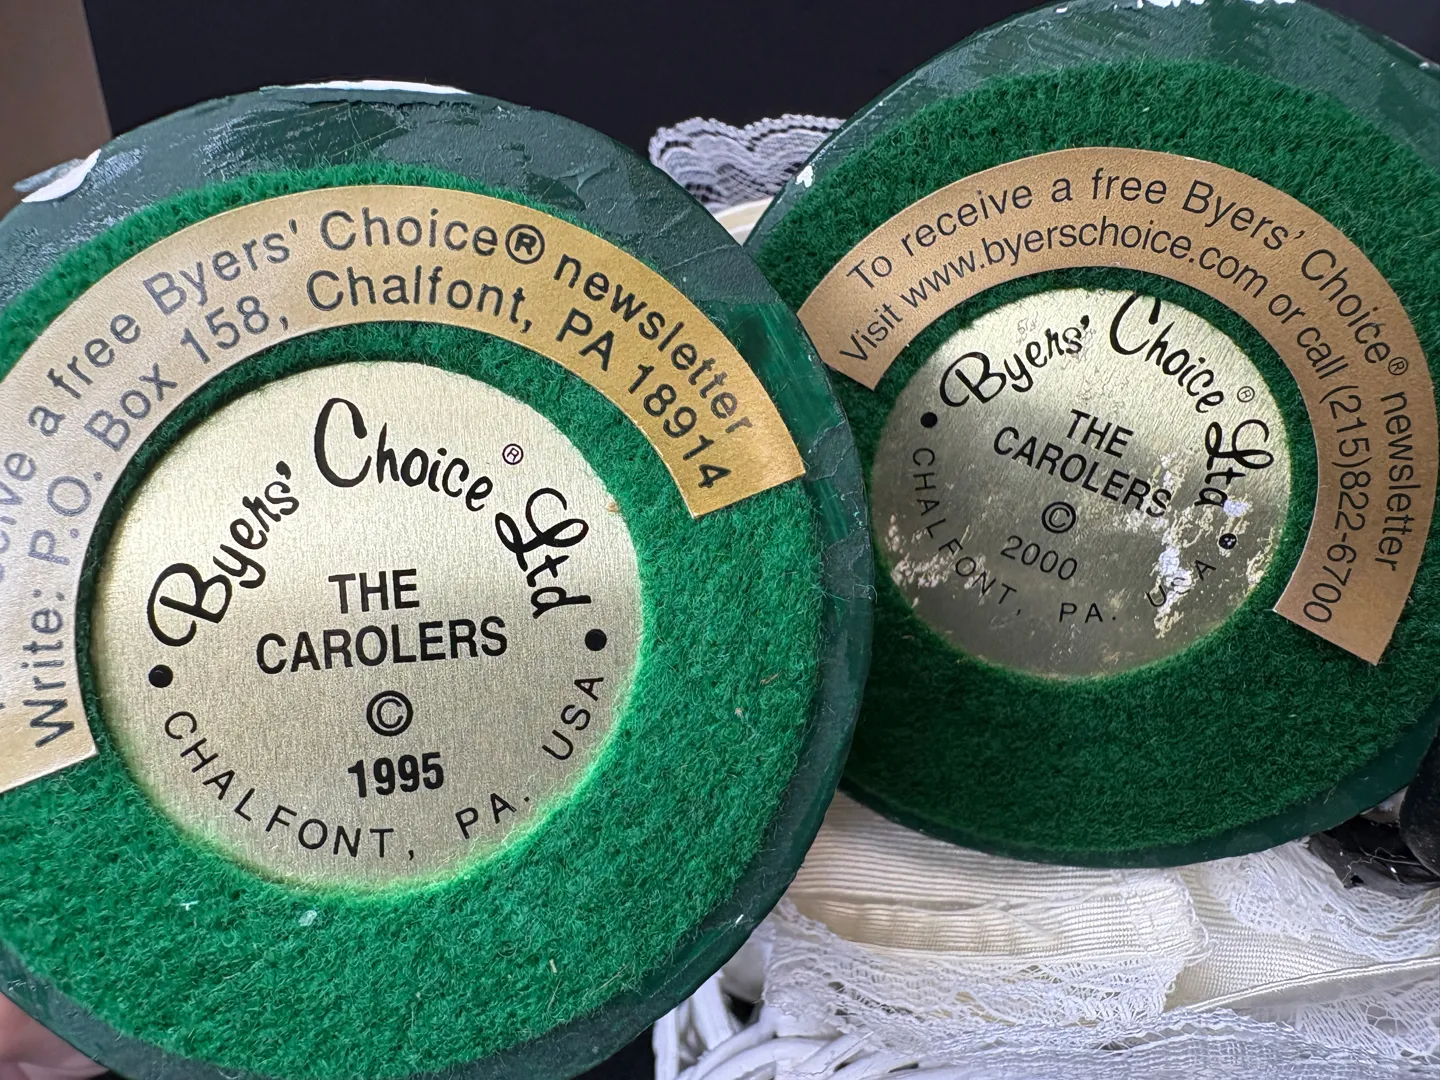 ceive a free Byers' Choice® newsletter
Write: P.O. Box 158, Chalfont, PA 18914
Byers' Choice ® Ltd
THE
CAROLERS
©
1995
• CHALFONT, PA. USA •
To receive a free Byers' Choice® newsletter
Visit www.byerschoice.com or call (215)822-6700
Byers' Choice ® Ltd
THE
CAROLERS
©
2000
• CHALFONT, PA. USA •